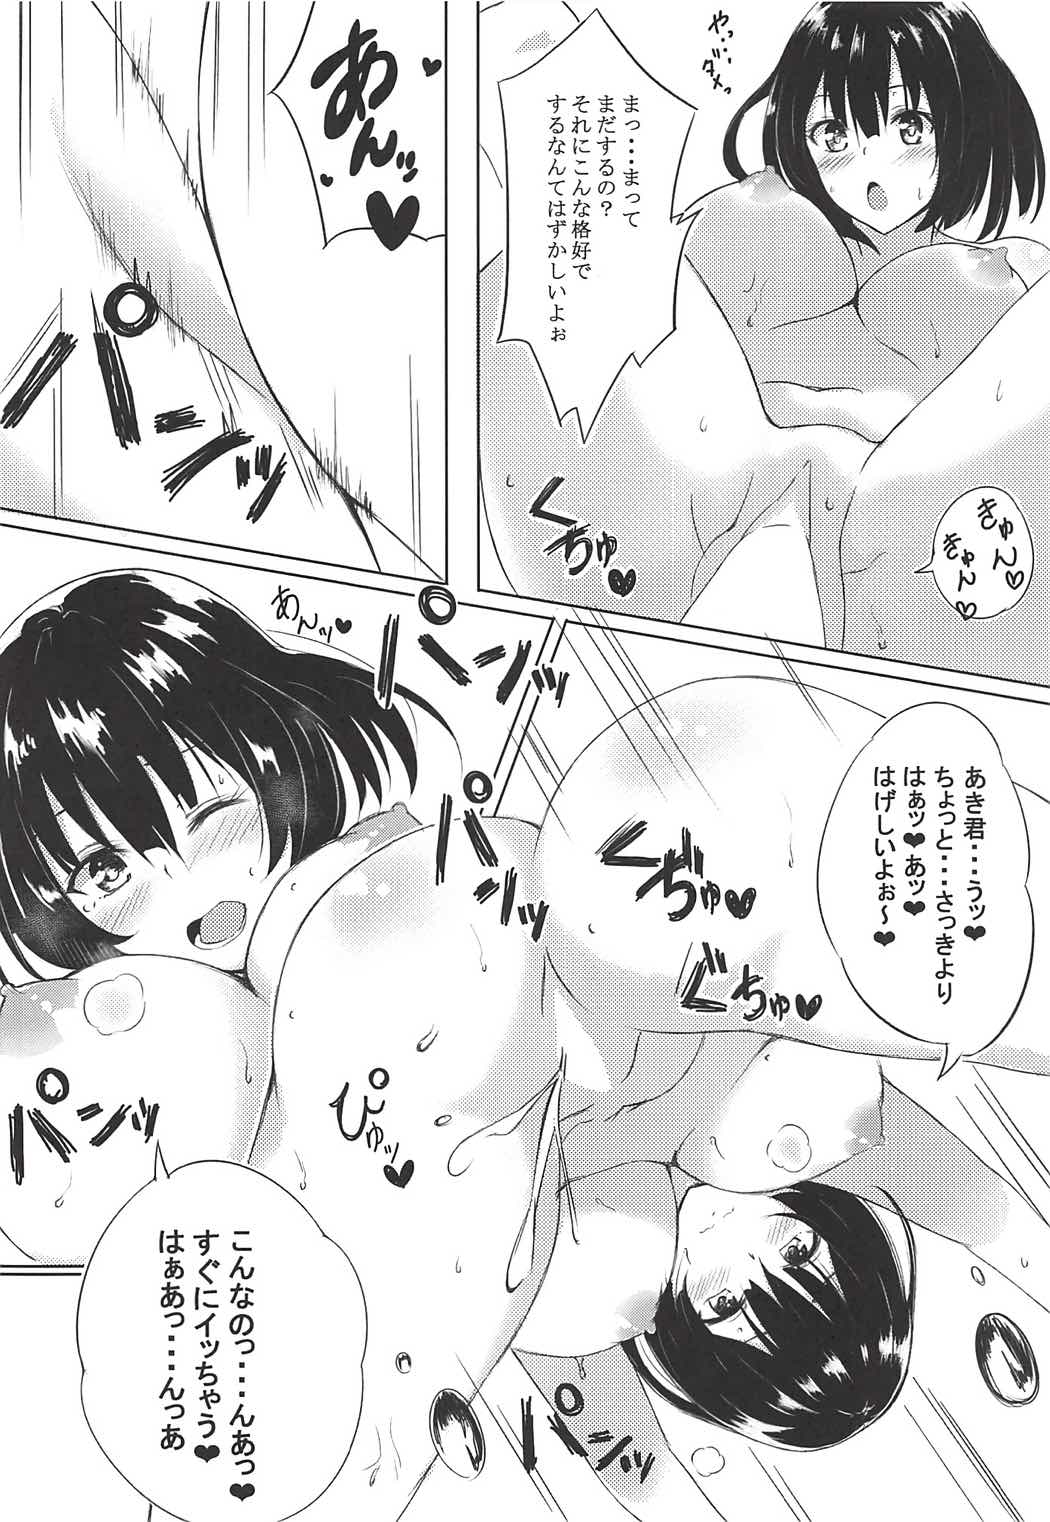 やっ・・
ダメっ
まっ・・・まって
まだするの？
それにこんな格好で
するなんてはずかしいよぉ
くちゅ♥
きゅん♡
きゅん♡
あんッ♥
パーンッ
あき君・・・うッ♥
ちょっと・・・さっきより
はぁッ♥あッ♥
はげしいよぉ～♥
ぐちゅ♥
ぐちゅ♥
パンッ
あんッ♥
パンッ
ぴゅッ♥
こんなのっ・・・んあっ♥
すぐにイッちゃう♥
はぁあっ・・・んっあ
パンッ